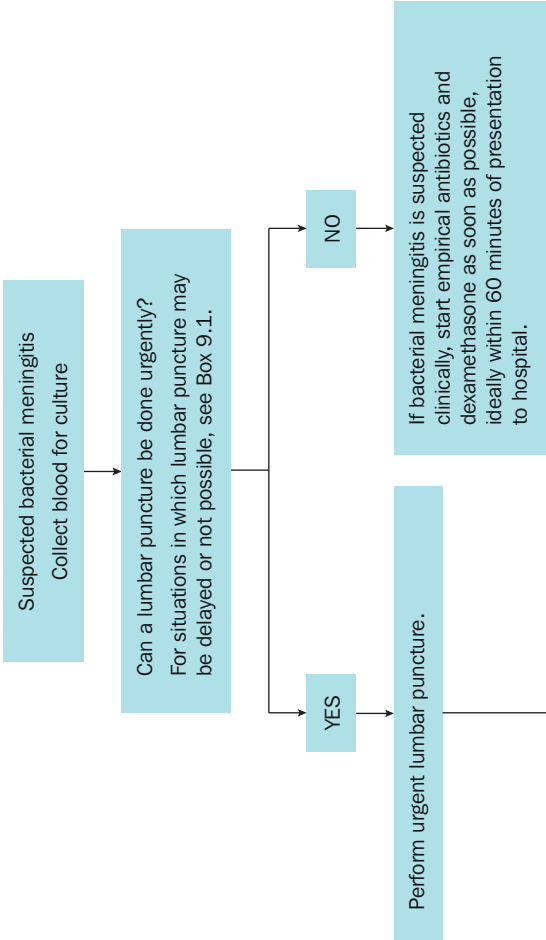 Suspected bacterial meningitis
Collect blood for culture
Can a lumbar puncture be done urgently?
For situations in which lumbar puncture may
be delayed or not possible, see Box 9.1.
YES
NO
Perform urgent lumbar puncture.
If bacterial meningitis is suspected
clinically, start empirical antibiotics and
dexamethasone as soon as possible,
ideally within 60 minutes of presentation
to hospital.